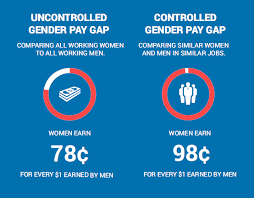 UNCONTROLLED
GENDER PAY GAP
COMPARING ALL WORKING WOMEN
TO ALL WORKING MEN.
WOMEN EARN
78¢
FOR EVERY $1 EARNED BY MEN
CONTROLLED
GENDER PAY GAP
COMPARING SIMILAR WOMEN
AND MEN IN SIMILAR JOBS.
WOMEN EARN
98¢
FOR EVERY $1 EARNED BY MEN